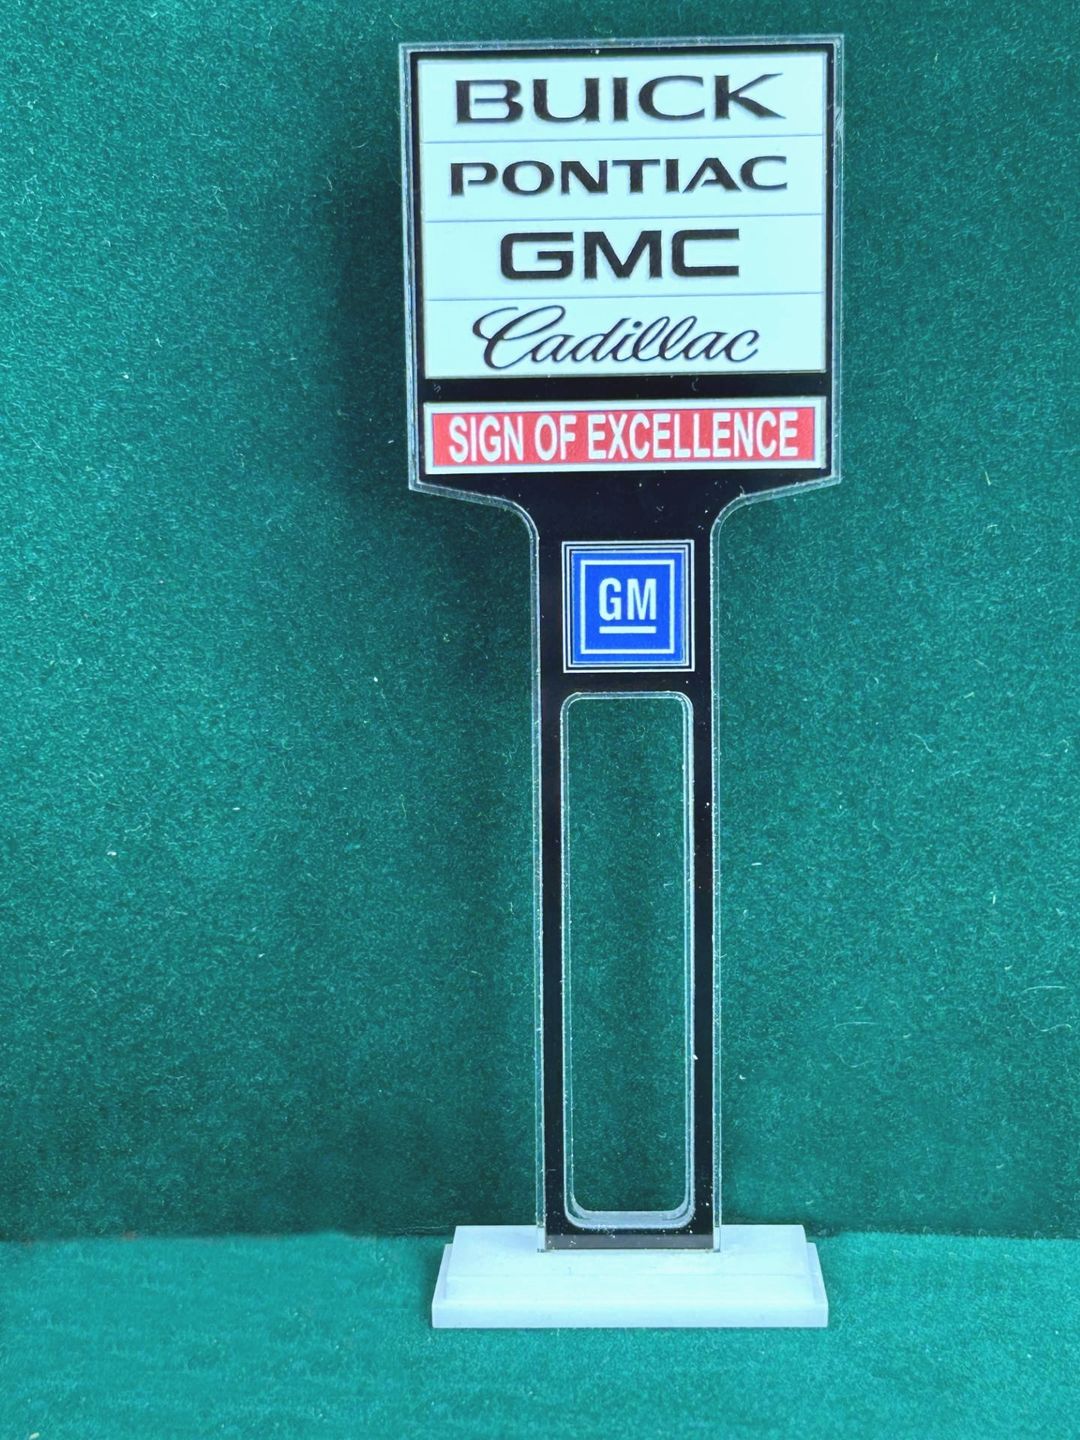 BUICK
PONTIAC
GMC
Cadillac
SIGN OF EXCELLENCE
GM